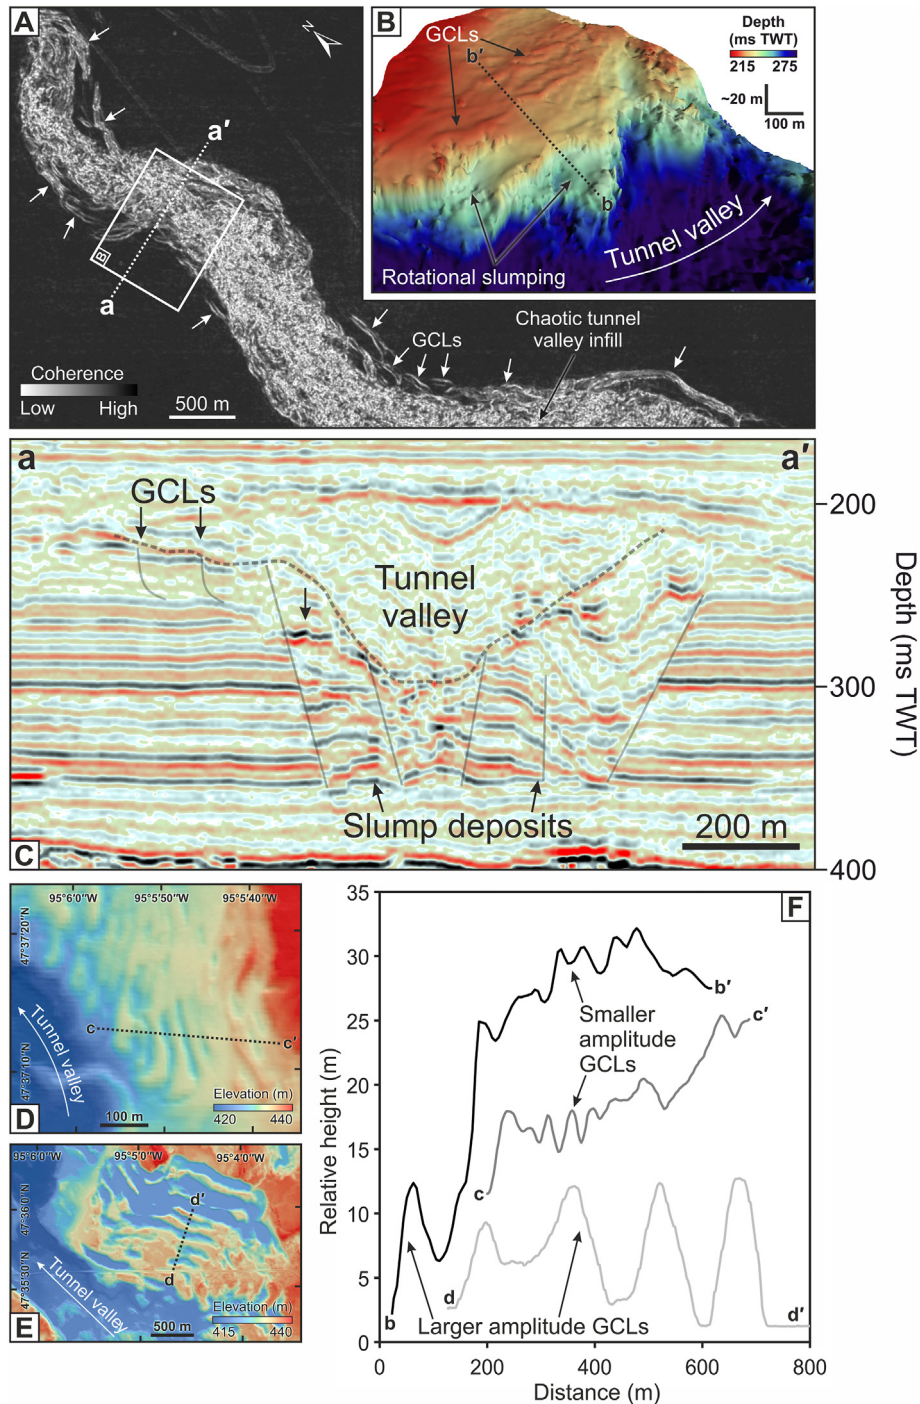 A
N
a′
B
a
GCLs
Chaotic tunnel
valley infill
Coherence
Low High
500 m
B
GCLs
b′
Depth
(ms TWT)
215 275
~20 m
100 m
b
Tunnel valley
Rotational slumping
a a′
GCLs
Tunnel
valley
Slump deposits
200 m
C
200
300
400
Depth (ms TWT)
95°6′0″W 95°5′50″W 95°5′40″W
47°37′20″N
47°37′10″N
c c′
Tunnel valley
Elevation (m)
420 440
100 m
D
95°6′0″W 95°5′0″W 95°4′0″W
47°36′0″N
47°35′30″N
d′
d
Tunnel valley
Elevation (m)
415 440
500 m
E
F
35
30
25
20
15
10
5
0
Relative height (m)
b′
c′
Smaller
amplitude
GCLs
c
d
b
Larger amplitude GCLs
d′
0 200 400 600 800
Distance (m)